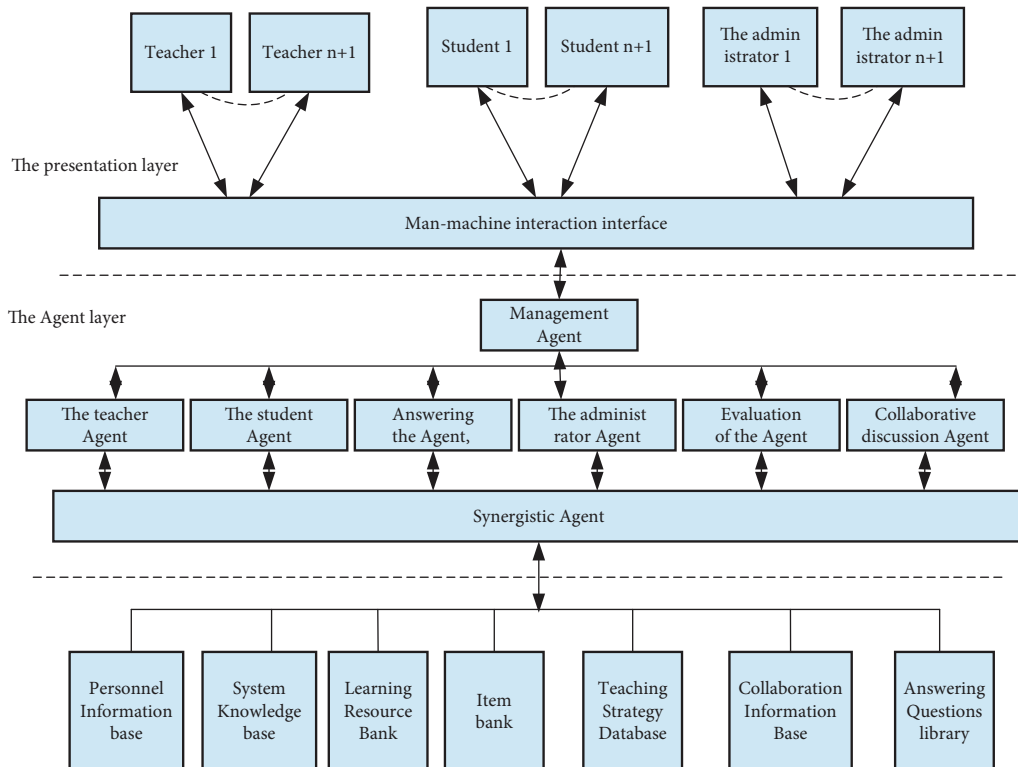 Teacher 1
Teacher n+1
Student 1
Student n+1
The admin
istrator 1
The admin
istrator n+1
The presentation layer
Man-machine interaction interface
The Agent layer
Management
Agent
The teacher
Agent
The student
Agent
Answering
the Agent,
The administ
rator Agent
Evaluation
of the Agent
Collaborative
discussion Agent
Synergistic Agent
Personnel
Information
base
System
Knowledge
base
Learning
Resource
Bank
Item
bank
Teaching
Strategy
Database
Collaboration
Information
Base
Answering
Questions
library